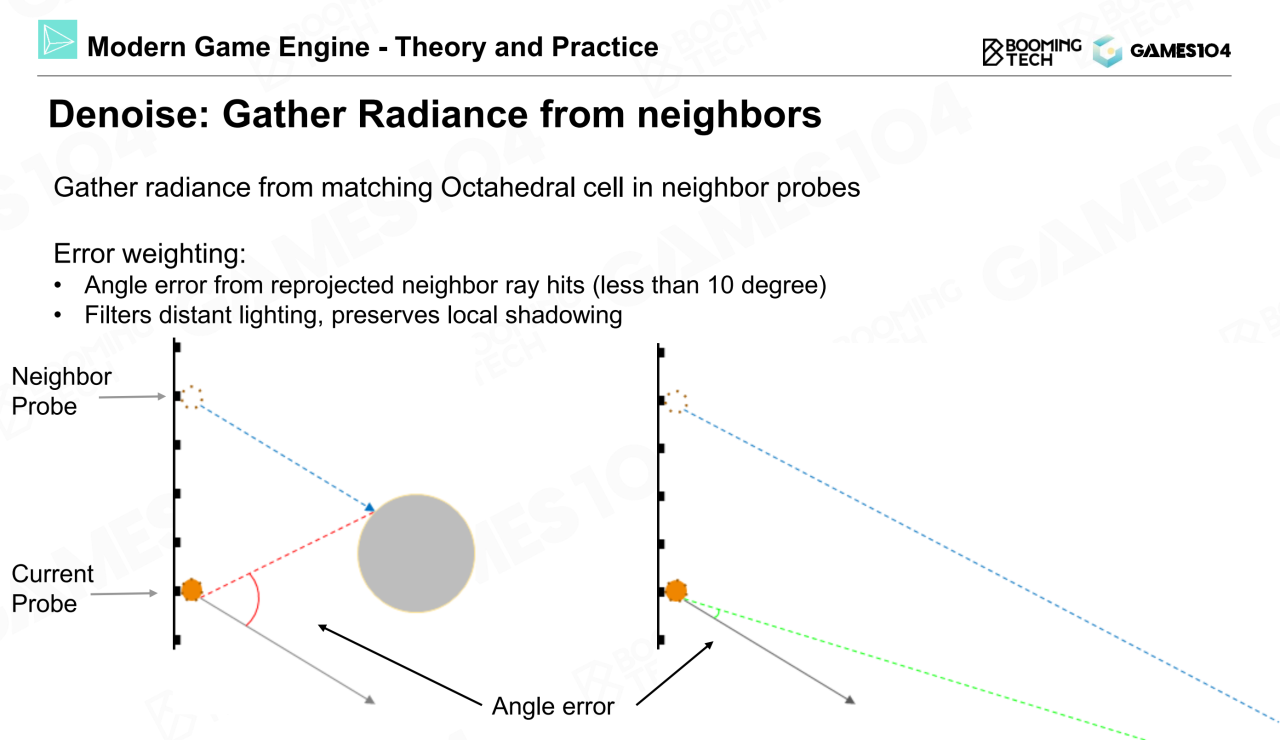 Modern Game Engine - Theory and Practice
BOOMING
TECH
GAMES104
Denoise: Gather Radiance from neighbors
Gather radiance from matching Octahedral cell in neighbor probes
Error weighting:
• Angle error from reprojected neighbor ray hits (less than 10 degree)
• Filters distant lighting, preserves local shadowing
Neighbor
Probe
Current
Probe
Angle error